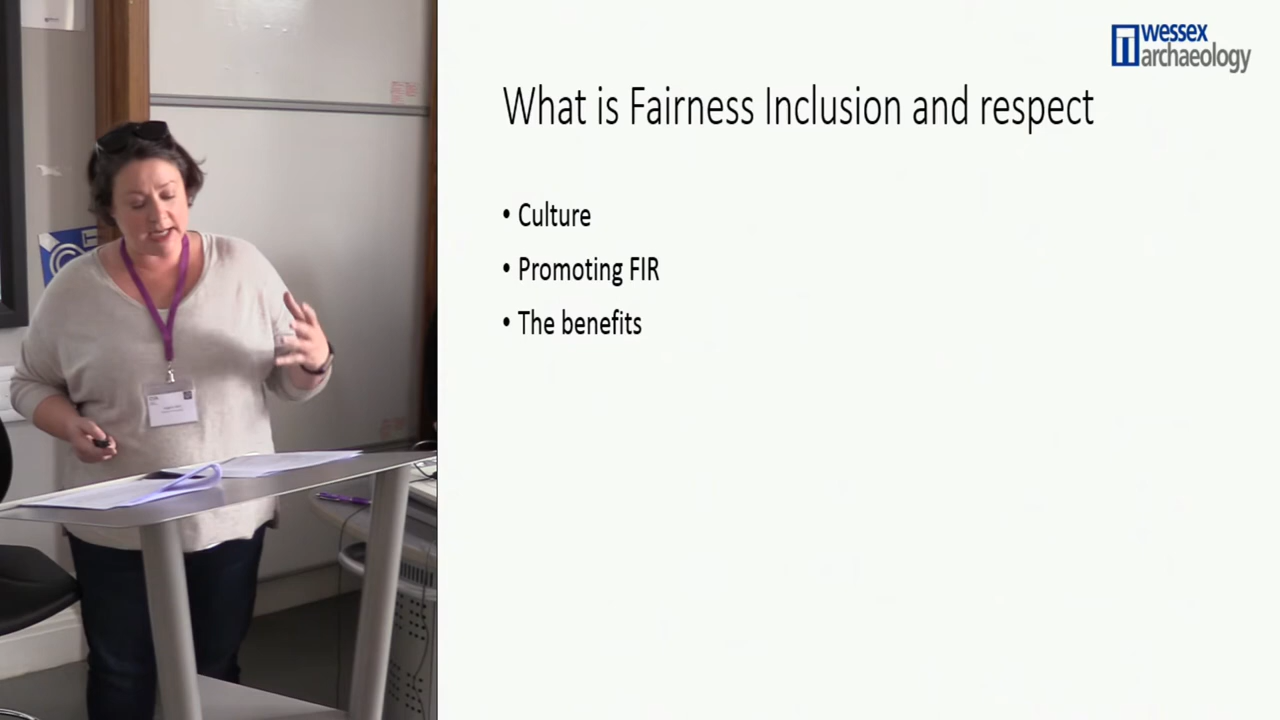 wessex
archaeology
What is Fairness Inclusion and respect
• Culture
• Promoting FIR
• The benefits